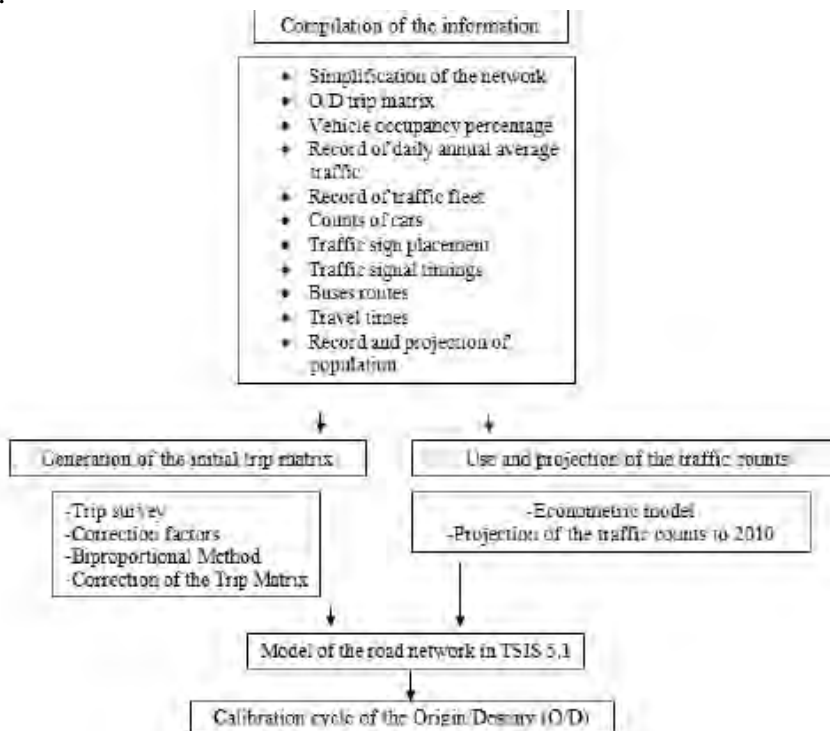 Compilation of the information
• Simplification of the network
• O/D trip matrix
• Vehicle occupancy percentage
• Record of daily annual average
traffic
• Record of traffic fleet
• Counts of cars
• Traffic sign placement
• Traffic signal timings
• Buses routes
• Travel times
• Record and projection of
population
Generation of the initial trip matrix
-Trip survey
-Correction factors
-Biproportional Method
-Correction of the Trip Matrix
Use and projection of the traffic counts
-Econometric model
-Projection of the traffic counts to 2010
Model of the road network in TSIS 5.1
Calibration cycle of the Origin/Destiny (O/D)